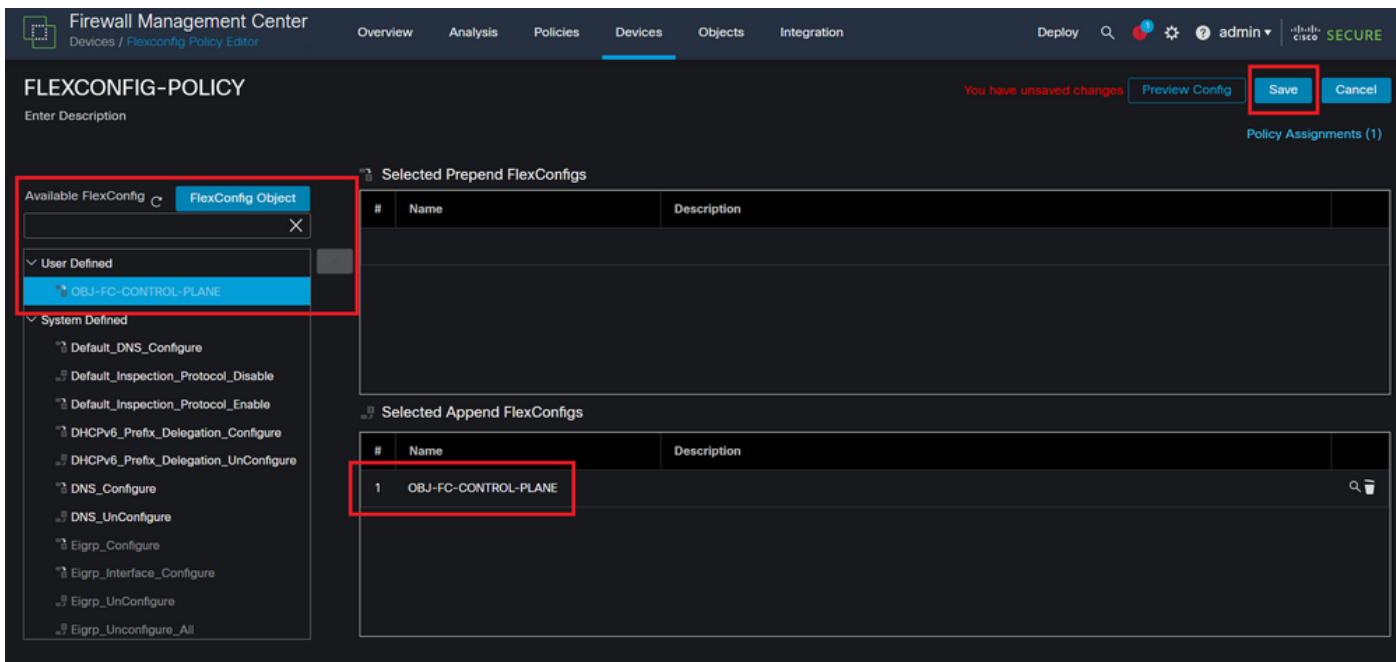 Firewall Management Center
Devices / Flexconfig Policy Editor
Overview Analysis Policies Devices Objects Integration
Deploy 1 ? admin cisco SECURE
FLEXCONFIG-POLICY
Enter Description
You have unsaved changes Preview Config Save Cancel
Policy Assignments (1)
Available FlexConfig FlexConfig Object
User Defined
OBJ-FC-CONTROL-PLANE
System Defined
Default_DNS_Configure
Default_Inspection_Protocol_Disable
Default_Inspection_Protocol_Enable
DHCPv6_Prefix_Delegation_Configure
DHCPv6_Prefix_Delegation_UnConfigure
DNS_Configure
DNS_UnConfigure
Eigrp_Configure
Eigrp_Interface_Configure
Eigrp_UnConfigure
Eigrp_Unconfigure_All
Selected Prepend FlexConfigs
# Name Description
Selected Append FlexConfigs
# Name Description
1 OBJ-FC-CONTROL-PLANE